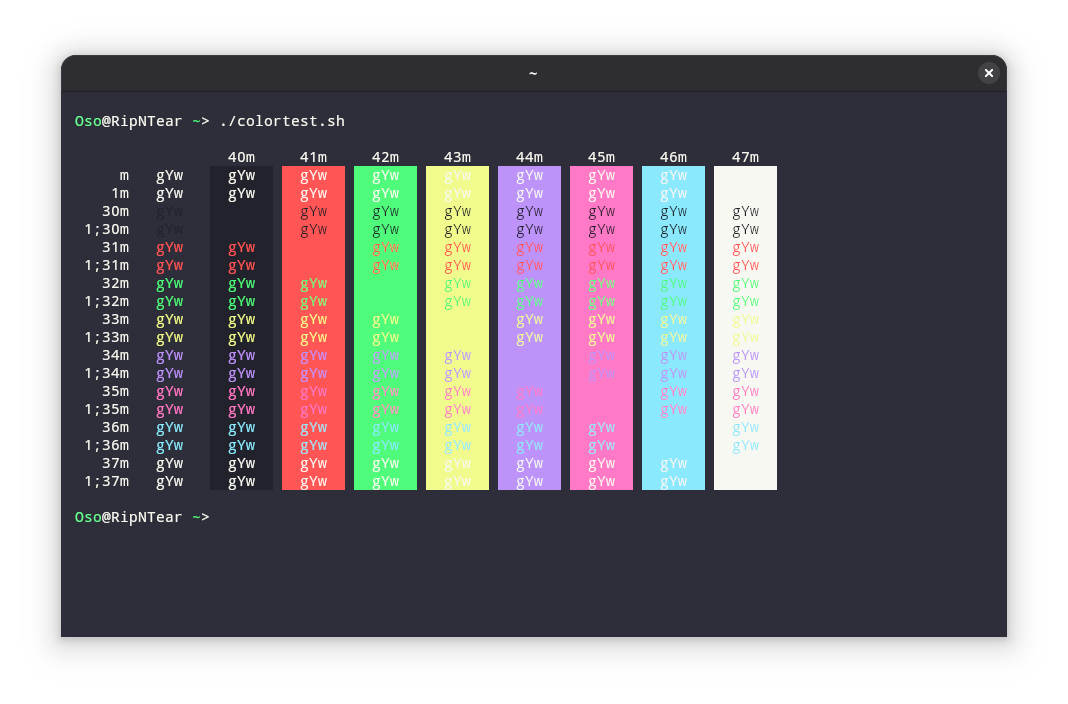 ~
Oso@RipNTear ~> ./colortest.sh
40m 41m 42m 43m 44m 45m 46m 47m
m gYw gYw gYw gYw gYw gYw gYw gYw
1m gYw gYw gYw gYw gYw gYw gYw gYw
30m gYw gYw gYw gYw gYw gYw gYw gYw
1;30m gYw gYw gYw gYw gYw gYw gYw gYw
31m gYw gYw gYw gYw gYw gYw gYw gYw
1;31m gYw gYw gYw gYw gYw gYw gYw gYw
32m gYw gYw gYw gYw gYw gYw gYw gYw
1;32m gYw gYw gYw gYw gYw gYw gYw gYw
33m gYw gYw gYw gYw gYw gYw gYw gYw
1;33m gYw gYw gYw gYw gYw gYw gYw gYw
34m gYw gYw gYw gYw gYw gYw gYw gYw
1;34m gYw gYw gYw gYw gYw gYw gYw gYw
35m gYw gYw gYw gYw gYw gYw gYw gYw
1;35m gYw gYw gYw gYw gYw gYw gYw gYw
36m gYw gYw gYw gYw gYw gYw gYw gYw
1;36m gYw gYw gYw gYw gYw gYw gYw gYw
37m gYw gYw gYw gYw gYw gYw gYw gYw
1;37m gYw gYw gYw gYw gYw gYw gYw gYw
Oso@RipNTear ~>